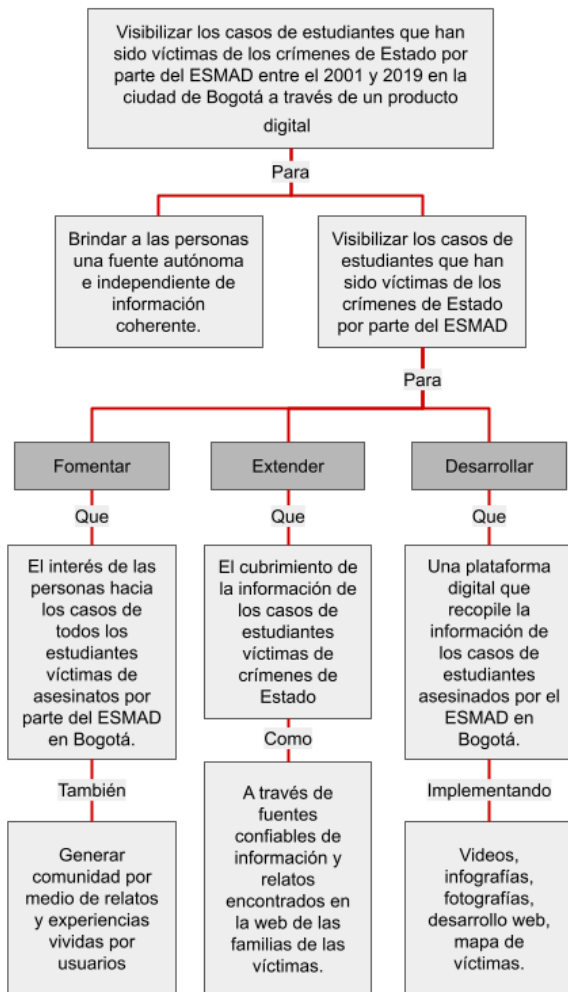 Visibilizar los casos de estudiantes que han
sido víctimas de los crímenes de Estado por
parte del ESMAD entre el 2001 y 2019 en la
ciudad de Bogotá a través de un producto
digital
Para
Brindar a las personas
una fuente autónoma
e independiente de
información
coherente.
Visibilizar los casos de
estudiantes que han
sido víctimas de los
crímenes de Estado
por parte del ESMAD
Para
Fomentar
Extender
Desarrollar
Que
Que
Que
El interés de las
personas hacia
los casos de
todos los
estudiantes
víctimas de
asesinatos por
parte del ESMAD
en Bogotá.
El cubrimiento de
la información de
los casos de
estudiantes
víctimas de
crímenes de
Estado
Una plataforma
digital que
recopile la
información de
los casos de
estudiantes
asesinados por el
ESMAD en
Bogotá.
También
Como
Implementando
Generar
comunidad por
medio de relatos
y experiencias
vividas por
usuarios
A través de
fuentes
confiables de
información y
relatos
encontrados en
la web de las
familias de las
víctimas.
Videos,
infografías,
fotografías,
desarrollo web,
mapa de
víctimas.